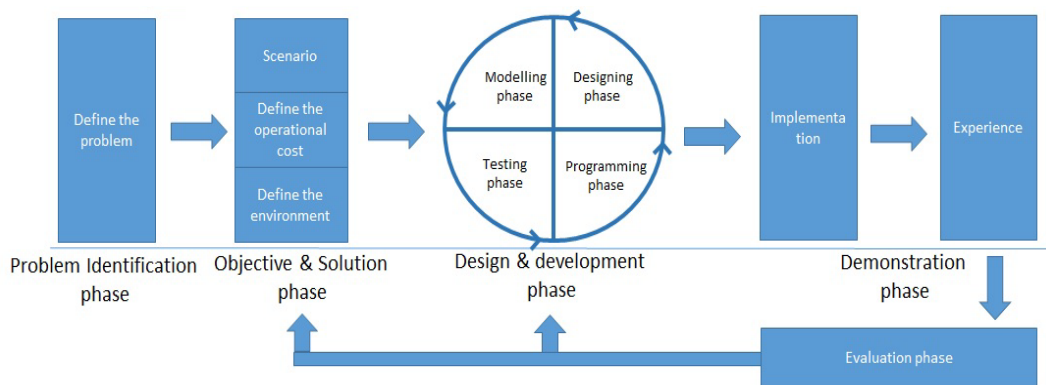 Define the
problem
Scenario
Define the
operational
cost
Define the
environment
Modelling
phase
Designing
phase
Testing
phase
Programming
phase
Implementa
tion
Experience
Problem Identification
phase
Objective & Solution
phase
Design & development
phase
Demonstration
phase
Evaluation phase